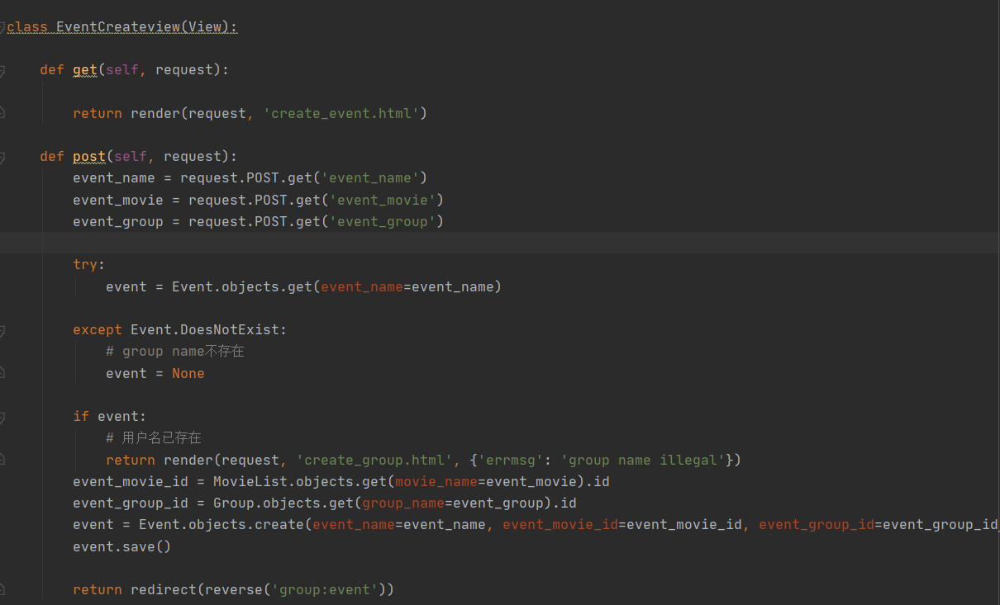 class EventCreateview(View):
def get(self, request):
return render(request, 'create_event.html')
def post(self, request):
event_name = request.POST.get('event_name')
event_movie = request.POST.get('event_movie')
event_group = request.POST.get('event_group')
try:
event = Event.objects.get(event_name=event_name)
except Event.DoesNotExist:
# group name不存在
event = None
if event:
# 用户名已存在
return render(request, 'create_group.html', {'errmsg': 'group name illegal'})
event_movie_id = MovieList.objects.get(movie_name=event_movie).id
event_group_id = Group.objects.get(group_name=event_group).id
event = Event.objects.create(event_name=event_name, event_movie_id=event_movie_id, event_group_id=event_group_id,
event.save()
return redirect(reverse('group:event'))